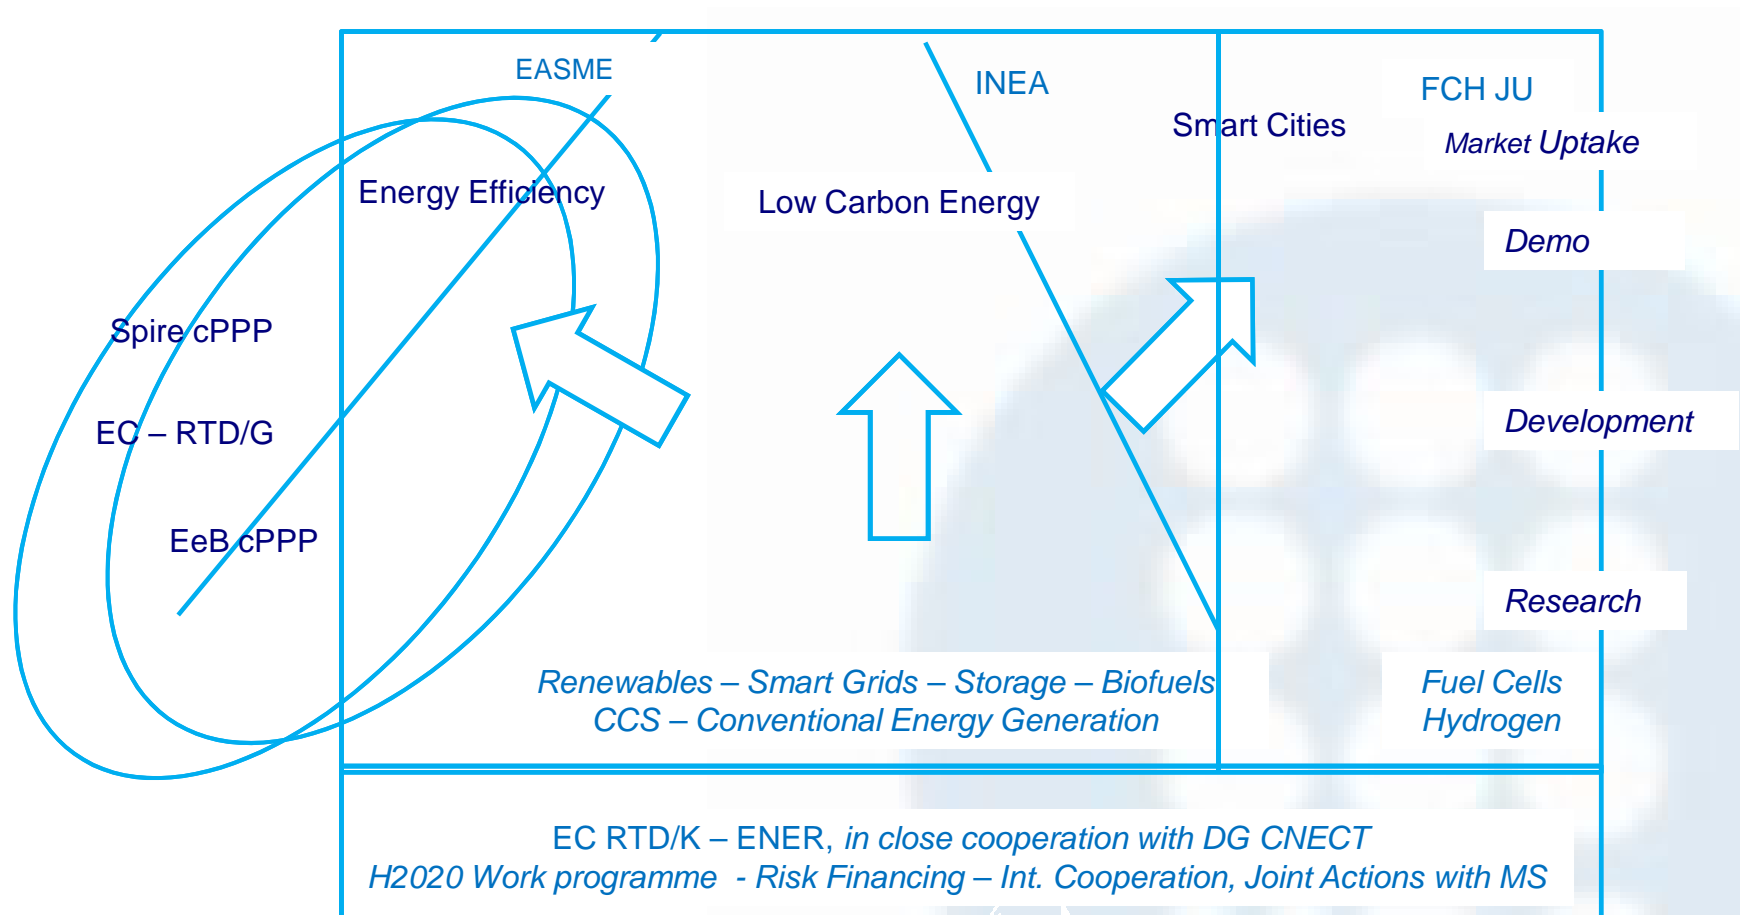 EASME
INEA
FCH JU
Smart Cities
Market Uptake
Energy Efficiency
Low Carbon Energy
Demo
Spire cPPP
EC – RTD/G
Development
EeB cPPP
Research
Renewables – Smart Grids – Storage – Biofuels
CCS – Conventional Energy Generation
Fuel Cells
Hydrogen
EC RTD/K – ENER, in close cooperation with DG CNECT
H2020 Work programme - Risk Financing – Int. Cooperation, Joint Actions with MS